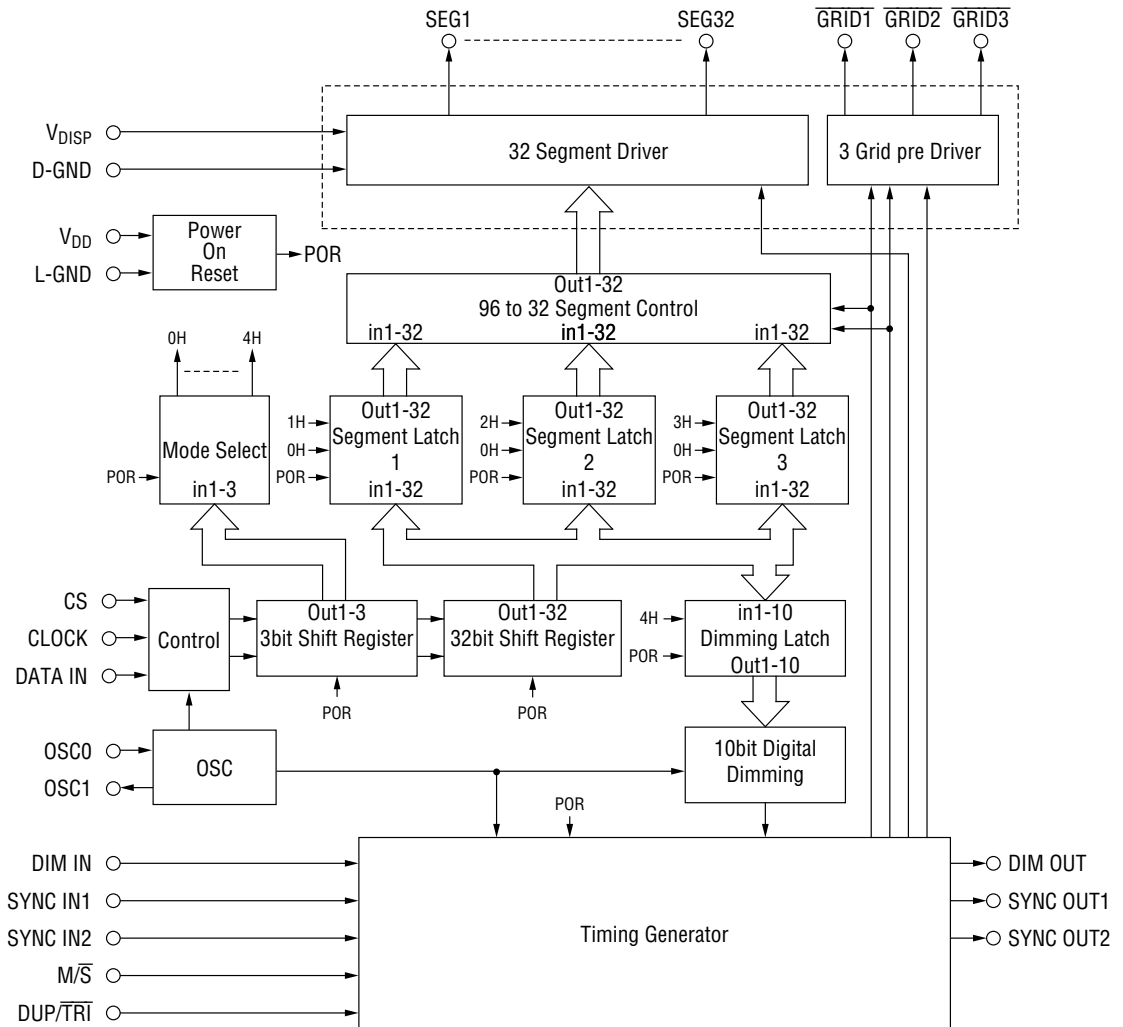 SEG1 SEG32 G̅R̅I̅D̅1̅ G̅R̅I̅D̅2̅ G̅R̅I̅D̅3̅
VDISP
D-GND
32 Segment Driver
3 Grid pre Driver
VDD
L-GND
Power
On
Reset
POR
Out1-32
96 to 32 Segment Control
in1-32 in1-32 in1-32
0H 4H
Mode Select
in1-3
POR
1H
0H
POR
Out1-32
Segment Latch
1
in1-32
2H
0H
POR
Out1-32
Segment Latch
2
in1-32
3H
0H
POR
Out1-32
Segment Latch
3
in1-32
CS
CLOCK
DATA IN
Control
Out1-3
3bit Shift Register
POR
Out1-32
32bit Shift Register
POR
4H
POR
in1-10
Dimming Latch
Out1-10
OSC0
OSC1
OSC
10bit Digital
Dimming
POR
DIM IN
SYNC IN1
SYNC IN2
M/S̅
DUP/T̅R̅I̅
Timing Generator
DIM OUT
SYNC OUT1
SYNC OUT2